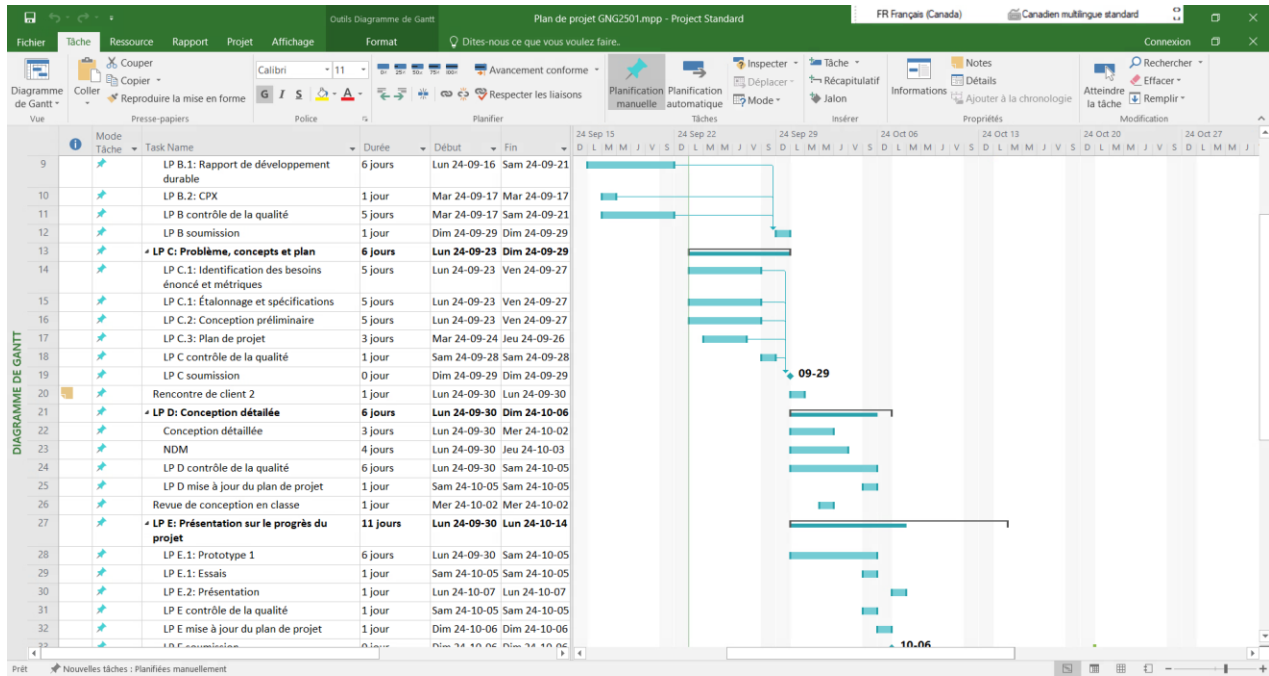 Outils Diagramme de Gantt
Plan de projet GNG2501.mpp - Project Standard
FR Français (Canada)
Canadien multilingue standard
Fichier Tâche Ressource Rapport Projet Affichage Format Dites-nous ce que vous voulez faire..
Connexion
Diagramme de Gantt
Vue
Coller
Couper
Copier
Reproduire la mise en forme
Presse-papiers
Calibri 11
G I S
Police
0× 25× 50× 75× 100×
Avancement conforme
Respecter les liaisons
Planifier
Planification manuelle
Planification automatique
Inspecter
Déplacer
Mode
Tâches
Tâche
Récapitulatif
Jalon
Insérer
Informations
Notes
Détails
Ajouter à la chronologie
Propriétés
Atteindre la tâche
Rechercher
Effacer
Remplir
Modification
Mode Tâche Task Name Durée Début Fin
24 Sep 15 24 Sep 22 24 Sep 29 24 Oct 06 24 Oct 13 24 Oct 20 24 Oct 27
D L M M J V S D L M M J V S D L M M J V S D L M M J V S D L M M J V S D L M M J V S D L M M J
DIAGRAMME DE GANTT
9 LP B.1: Rapport de développement durable 6 jours Lun 24-09-16 Sam 24-09-21
10 LP B.2: CPX 1 jour Mar 24-09-17 Mar 24-09-17
11 LP B contrôle de la qualité 5 jours Mar 24-09-17 Sam 24-09-21
12 LP B soumission 1 jour Dim 24-09-29 Dim 24-09-29
13 LP C: Problème, concepts et plan 6 jours Lun 24-09-23 Dim 24-09-29
14 LP C.1: Identification des besoins énoncé et métriques 5 jours Lun 24-09-23 Ven 24-09-27
15 LP C.1: Étalonnage et spécifications 5 jours Lun 24-09-23 Ven 24-09-27
16 LP C.2: Conception préliminaire 5 jours Lun 24-09-23 Ven 24-09-27
17 LP C.3: Plan de projet 3 jours Mar 24-09-24 Jeu 24-09-26
18 LP C contrôle de la qualité 1 jour Sam 24-09-28 Sam 24-09-28
19 LP C soumission 0 jour Dim 24-09-29 Dim 24-09-29 09-29
20 Rencontre de client 2 1 jour Lun 24-09-30 Lun 24-09-30
21 LP D: Conception détailée 6 jours Lun 24-09-30 Dim 24-10-06
22 Conception détaillée 3 jours Lun 24-09-30 Mer 24-10-02
23 NDM 4 jours Lun 24-09-30 Jeu 24-10-03
24 LP D contrôle de la qualité 6 jours Lun 24-09-30 Sam 24-10-05
25 LP D mise à jour du plan de projet 1 jour Sam 24-10-05 Sam 24-10-05
26 Revue de conception en classe 1 jour Mer 24-10-02 Mer 24-10-02
27 LP E: Présentation sur le progrès du projet 11 jours Lun 24-09-30 Lun 24-10-14
28 LP E.1: Prototype 1 6 jours Lun 24-09-30 Sam 24-10-05
29 LP E.1: Essais 1 jour Sam 24-10-05 Sam 24-10-05
30 LP E.2: Présentation 1 jour Lun 24-10-07 Lun 24-10-07
31 LP E contrôle de la qualité 1 jour Sam 24-10-05 Sam 24-10-05
32 LP E mise à jour du plan de projet 1 jour Dim 24-10-06 Dim 24-10-06
33 LP E soumission 0 jour Dim 24-10-06 Dim 24-10-06 10-06
Prêt Nouvelles tâches : Planifiées manuellement